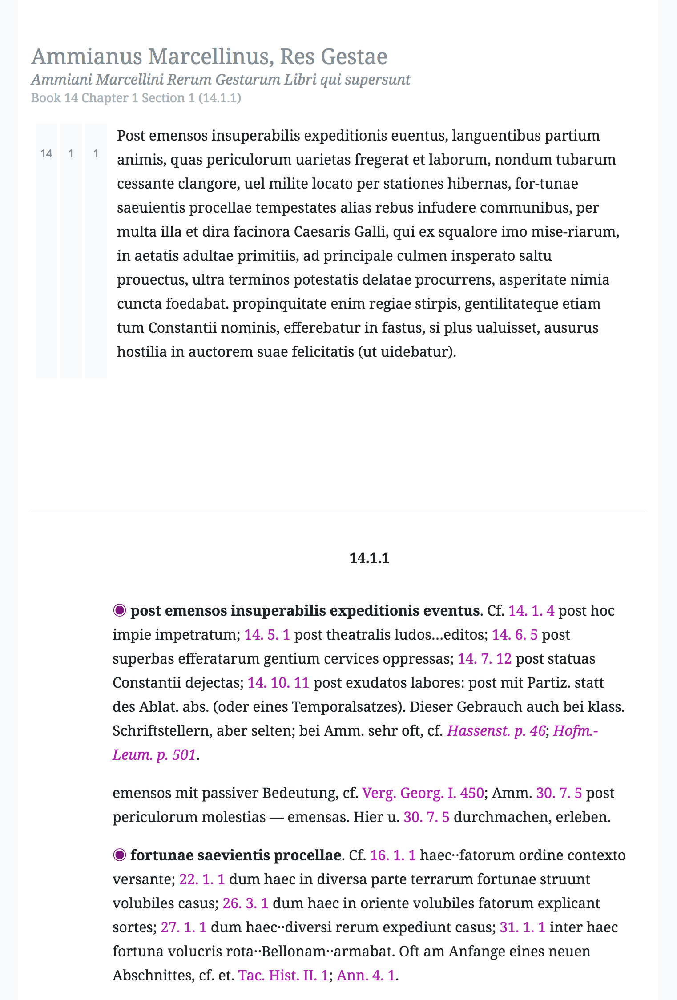 Ammianus Marcellinus, Res Gestae
Ammiani Marcellini Rerum Gestarum Libri qui supersunt
Book 14 Chapter 1 Section 1 (14.1.1)
14 1 1
Post emensos insuperabilis expeditionis euentus, languentibus partium
animis, quas periculorum uarietas fregerat et laborum, nondum tubarum
cessante clangore, uel milite locato per stationes hibernas, for-tunae
saeuientis procellae tempestates alias rebus infudere communibus, per
multa illa et dira facinora Caesaris Galli, qui ex squalore imo mise-riarum,
in aetatis adultae primitiis, ad principale culmen insperato saltu
prouectus, ultra terminos potestatis delatae procurrens, asperitate nimia
cuncta foedabat. propinquitate enim regiae stirpis, gentilitateque etiam
tum Constantii nominis, efferebatur in fastus, si plus ualuisset, ausurus
hostilia in auctorem suae felicitatis (ut uidebatur).
14.1.1
◉ post emensos insuperabilis expeditionis eventus. Cf. 14. 1. 4 post hoc
impie impetratum; 14. 5. 1 post theatralis ludos...editos; 14. 6. 5 post
superbas efferatarum gentium cervices oppressas; 14. 7. 12 post statuas
Constantii dejectas; 14. 10. 11 post exudatos labores: post mit Partiz. statt
des Ablat. abs. (oder eines Temporalsatzes). Dieser Gebrauch auch bei klass.
Schriftstellern, aber selten; bei Amm. sehr oft, cf. Hassenst. p. 46; Hofm.-
Leum. p. 501.
emensos mit passiver Bedeutung, cf. Verg. Georg. I. 450; Amm. 30. 7. 5 post
periculorum molestias — emensas. Hier u. 30. 7. 5 durchmachen, erleben.
◉ fortunae saevientis procellae. Cf. 16. 1. 1 haec··fatorum ordine contexto
versante; 22. 1. 1 dum haec in diversa parte terrarum fortunae struunt
volubiles casus; 26. 3. 1 dum haec in oriente volubiles fatorum explicant
sortes; 27. 1. 1 dum haec··diversi rerum expediunt casus; 31. 1. 1 inter haec
fortuna volucris rota··Bellonam··armabat. Oft am Anfange eines neuen
Abschnittes, cf. et. Tac. Hist. II. 1; Ann. 4. 1.